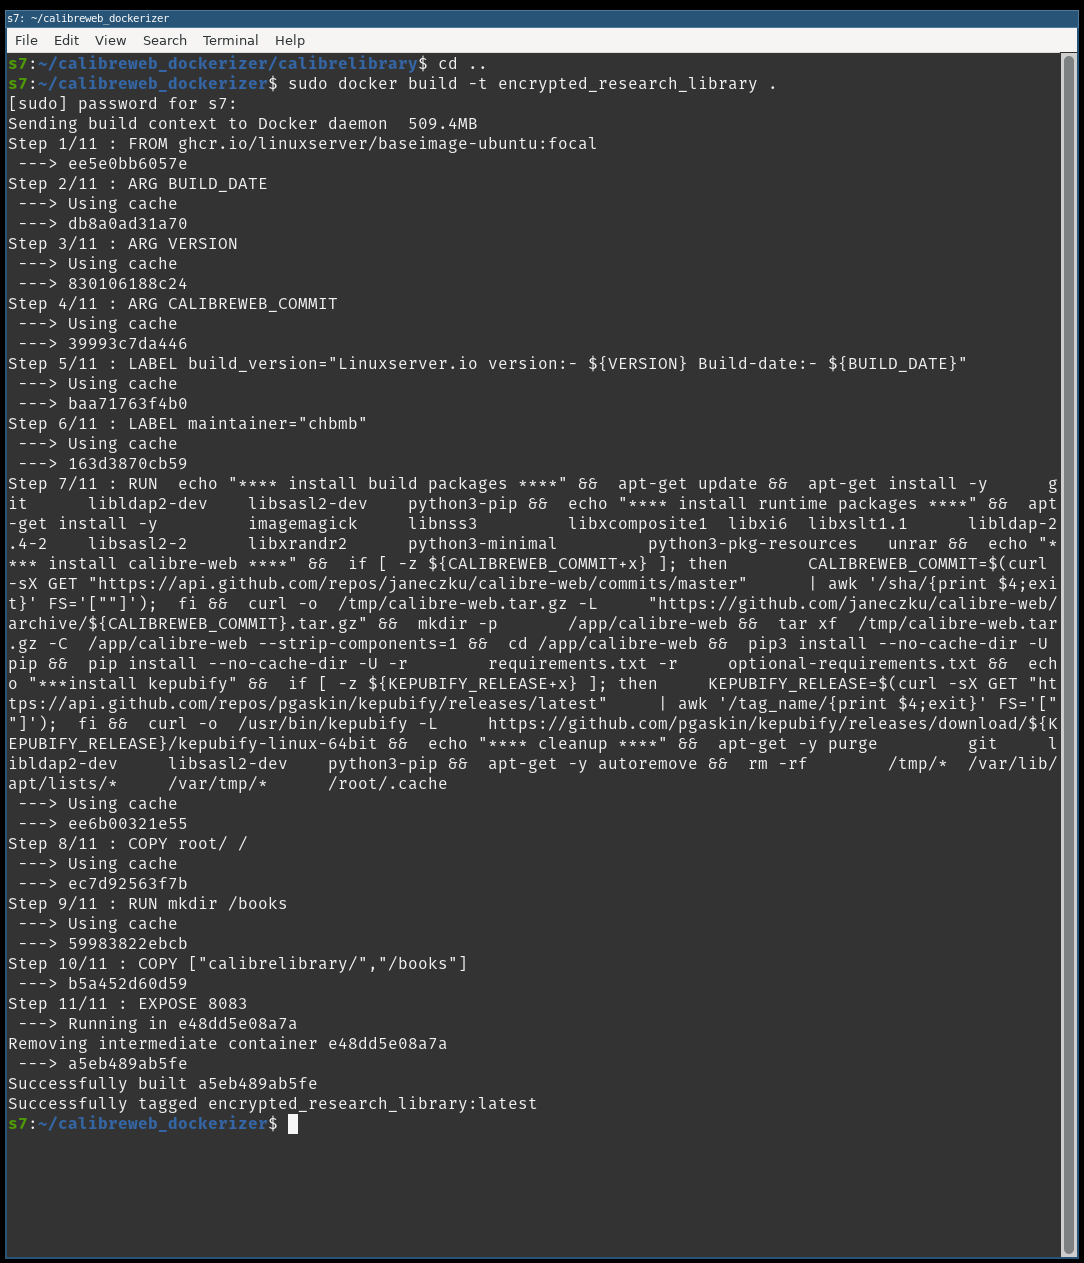 s7: ~/calibreweb_dockerizer
File Edit View Search Terminal Help
s7:~/calibreweb_dockerizer/calibrelibrary$ cd ..
s7:~/calibreweb_dockerizer$ sudo docker build -t encrypted_research_library .
[sudo] password for s7:
Sending build context to Docker daemon  509.4MB
Step 1/11 : FROM ghcr.io/linuxserver/baseimage-ubuntu:focal
 ---> ee5e0bb6057e
Step 2/11 : ARG BUILD_DATE
 ---> Using cache
 ---> db8a0ad31a70
Step 3/11 : ARG VERSION
 ---> Using cache
 ---> 830106188c24
Step 4/11 : ARG CALIBREWEB_COMMIT
 ---> Using cache
 ---> 39993c7da446
Step 5/11 : LABEL build_version="Linuxserver.io version:- ${VERSION} Build-date:- ${BUILD_DATE}"
 ---> Using cache
 ---> baa71763f4b0
Step 6/11 : LABEL maintainer="chbmb"
 ---> Using cache
 ---> 163d3870cb59
Step 7/11 : RUN  echo "**** install build packages ****" &&  apt-get update &&  apt-get install -y      g
it      libldap2-dev    libsasl2-dev    python3-pip &&  echo "**** install runtime packages ****" &&  apt
-get install -y         imagemagick     libnss3         libxcomposite1  libxi6  libxslt1.1      libldap-2
.4-2    libsasl2-2      libxrandr2      python3-minimal         python3-pkg-resources   unrar &&  echo "*
*** install calibre-web ****" &&  if [ -z ${CALIBREWEB_COMMIT+x} ]; then        CALIBREWEB_COMMIT=$(curl
-sX GET "https://api.github.com/repos/janeczku/calibre-web/commits/master"      | awk '/sha/{print $4;exi
t}' FS='[""]');  fi &&  curl -o  /tmp/calibre-web.tar.gz -L     "https://github.com/janeczku/calibre-web/
archive/${CALIBREWEB_COMMIT}.tar.gz" &&  mkdir -p       /app/calibre-web &&  tar xf  /tmp/calibre-web.tar
.gz -C  /app/calibre-web --strip-components=1 &&  cd /app/calibre-web &&  pip3 install --no-cache-dir -U
pip &&  pip install --no-cache-dir -U -r        requirements.txt -r     optional-requirements.txt &&  ech
o "***install kepubify" &&  if [ -z ${KEPUBIFY_RELEASE+x} ]; then     KEPUBIFY_RELEASE=$(curl -sX GET "ht
tps://api.github.com/repos/pgaskin/kepubify/releases/latest"     | awk '/tag_name/{print $4;exit}' FS='["
"]');  fi &&  curl -o  /usr/bin/kepubify -L     https://github.com/pgaskin/kepubify/releases/download/${K
EPUBIFY_RELEASE}/kepubify-linux-64bit &&  echo "**** cleanup ****" &&  apt-get -y purge         git     l
ibldap2-dev     libsasl2-dev    python3-pip &&  apt-get -y autoremove &&  rm -rf        /tmp/*  /var/lib/
apt/lists/*     /var/tmp/*      /root/.cache
 ---> Using cache
 ---> ee6b00321e55
Step 8/11 : COPY root/ /
 ---> Using cache
 ---> ec7d92563f7b
Step 9/11 : RUN mkdir /books
 ---> Using cache
 ---> 59983822ebcb
Step 10/11 : COPY ["calibrelibrary/","/books"]
 ---> b5a452d60d59
Step 11/11 : EXPOSE 8083
 ---> Running in e48dd5e08a7a
Removing intermediate container e48dd5e08a7a
 ---> a5eb489ab5fe
Successfully built a5eb489ab5fe
Successfully tagged encrypted_research_library:latest
s7:~/calibreweb_dockerizer$